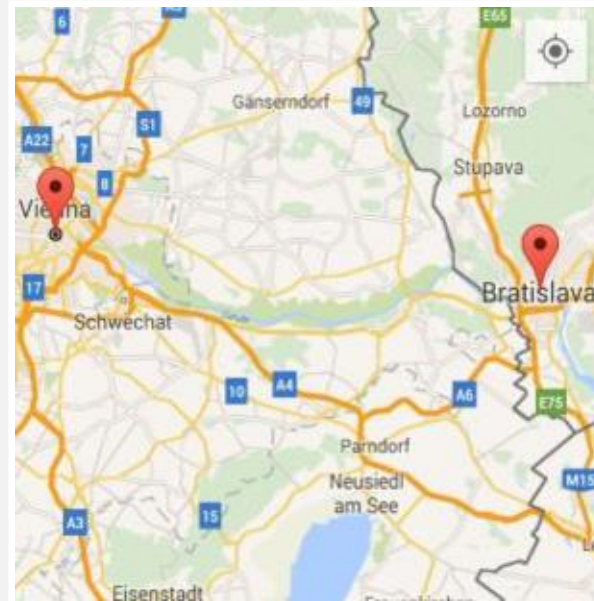 6
A5
E65
Gänserndorf
49
Lozorno
S1
A22
7
Stupava
8
Vienna
17
Bratislava
Schwechat
10
A4
A6
E75
Parndorf
Neusiedl
am See
M15
A3
15
Eisenstadt